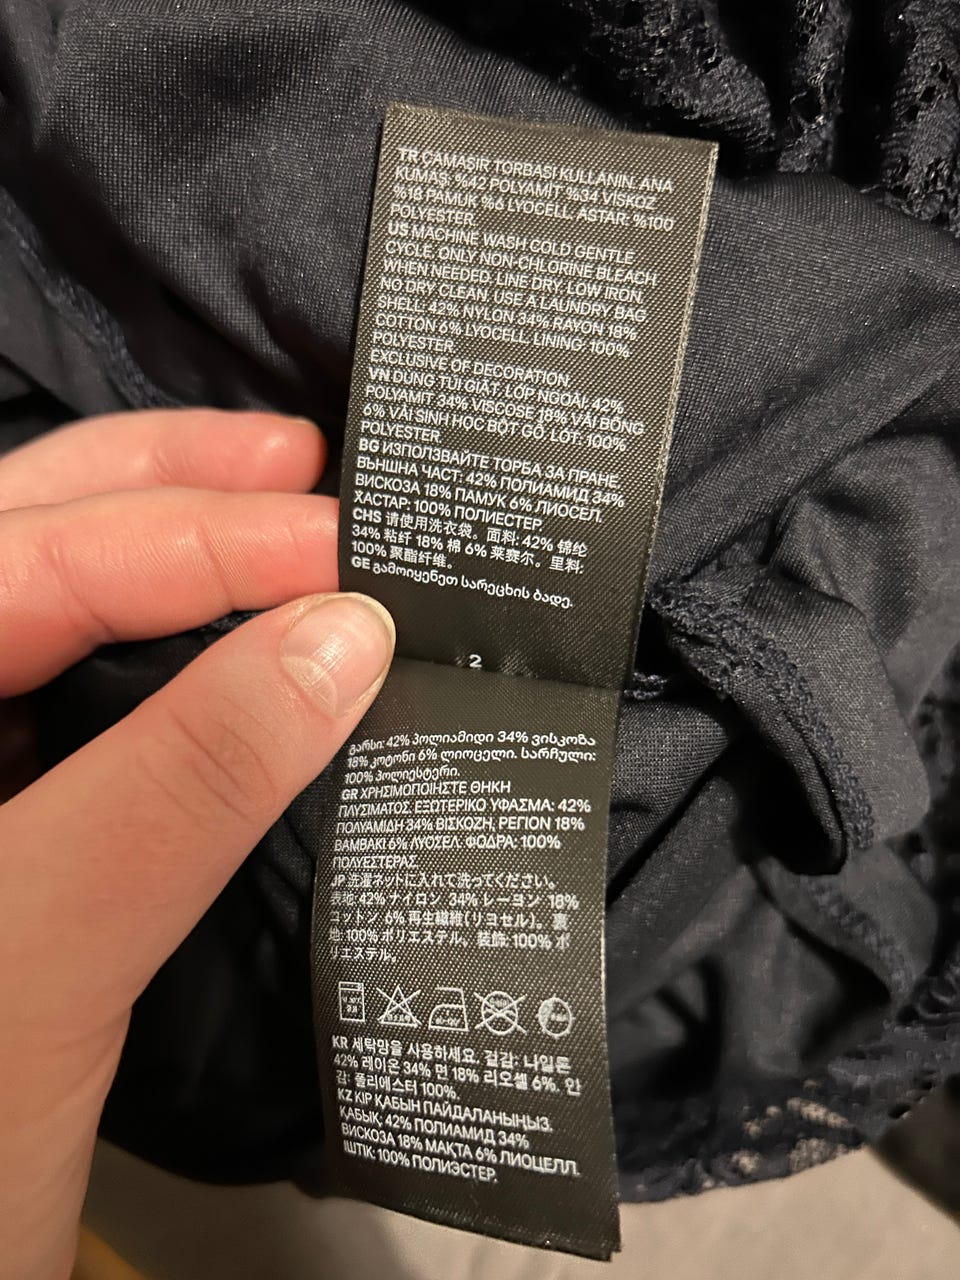 TR ÇAMAŞIR TORBASI KULLANIN. ANA
KUMAŞ: %42 POLYAMİT %34 VİSKOZ
%18 PAMUK %6 LYOCELL. ASTAR: %100
POLYESTER.
US MACHINE WASH COLD GENTLE
CYCLE. ONLY NON-CHLORINE BLEACH
WHEN NEEDED. LINE DRY. LOW IRON.
NO DRY CLEAN. USE A LAUNDRY BAG
SHELL: 42% NYLON 34% RAYON 18%
COTTON 6% LYOCELL. LINING: 100%
POLYESTER.
EXCLUSIVE OF DECORATION
VN DÙNG TÚI GIẶT. LỚP NGOÀI: 42%
POLYAMIT 34% VISCOSE 18% VẢI BÔNG
6% VẢI SINH HỌC BỘT GỖ. LÓT: 100%
POLYESTER.
BG ИЗПОЛЗВАЙТЕ ТОРБА ЗА ПРАНЕ.
ВЪНШНА ЧАСТ: 42% ПОЛИАМИД 34%
ВИСКОЗА 18% ПАМУК 6% ЛИОСЕЛ.
ХАСТАР: 100% ПОЛИЕСТЕР.
CHS 请使用洗衣袋。面料: 42% 锦纶
34% 粘纤 18% 棉 6% 莱赛尔。里料:
100% 聚酯纤维。
GE გამოიყენეთ სარეცხის ბადე.
2
გარსი: 42% პოლიამიდი 34% ვისკოზა
18% კოტონი 6% ლიოცელი. სარჩული:
100% პოლიესტერი.
GR ΧΡΗΣΙΜΟΠΟΙΗΣΤΕ ΘΗΚΗ
ΠΛΥΣΙΜΑΤΟΣ. ΕΞΩΤΕΡΙΚΟ ΥΦΑΣΜΑ: 42%
ΠΟΛΥΑΜΙΔΗ 34% ΒΙΣΚΟΖΗ, ΡΕΓΙΟΝ 18%
ΒΑΜΒΑΚΙ 6% ΛΥΟΣΕΛ. ΦΟΔΡΑ: 100%
ΠΟΛΥΕΣΤΕΡΑΣ.
JP 洗濯ネットに入れて洗ってください。
表地: 42% ナイロン 34% レーヨン 18%
コットン 6% 再生繊維(リヨセル)。裏
地: 100% ポリエステル。装飾: 100% ポ
リエステル。
KR 세탁망을 사용하세요. 겉감: 나일론
42% 레이온 34% 면 18% 리오셀 6%. 안
감: 폴리에스터 100%.
KZ КІР ҚАБЫН ПАЙДАЛАНЫҢЫЗ.
ҚАБЫҚ: 42% ПОЛИАМИД 34%
ВИСКОЗА 18% МАҚТА 6% ЛИОЦЕЛЛ.
ІШТІК: 100% ПОЛИЭСТЕР.